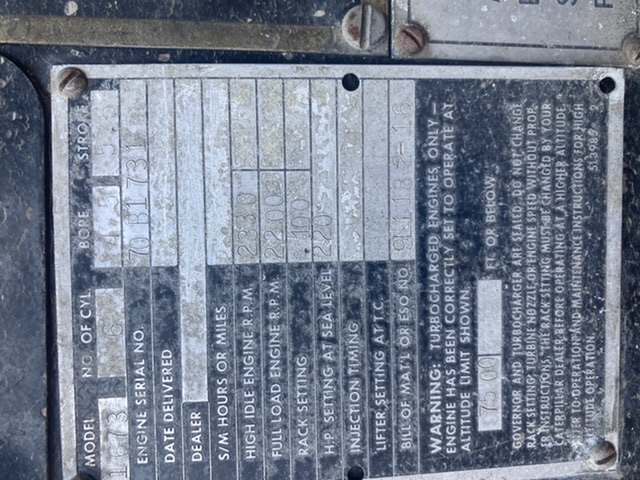 MODEL NO. OF CYL. BORE STROKE
1673 6
ENGINE SERIAL NO. 70B1731
DATE DELIVERED
DEALER
S/M HOURS OR MILES
HIGH IDLE ENGINE R.P.M.
FULL LOAD ENGINE R.P.M. 2200
RACK SETTING .100
H.P. SETTING AT SEA LEVEL 220
INJECTION TIMING
LIFTER SETTING AT T.C.
BILL OF MAT'L OR ESO NO.
WARNING: TURBOCHARGED ENGINES ONLY—
ENGINE HAS BEEN CORRECTLY SET TO OPERATE AT
ALTITUDE LIMIT SHOWN.
7500 FT. OR BELOW.
GOVERNOR AND TURBOCHARGER ARE SEALED. DO NOT CHANGE
RACK SETTING, TURBINE NOZZLE OR ENGINE SPEED WITHOUT PROP-
ER INSTRUCTIONS. THE RACK SETTING MUST BE CHANGED BY YOUR
CATERPILLAR DEALER BEFORE OPERATING AT A HIGHER ALTITUDE.
REFER TO OPERATION AND MAINTENANCE INSTRUCTIONS FOR HIGH
ALTITUDE OPERATION.